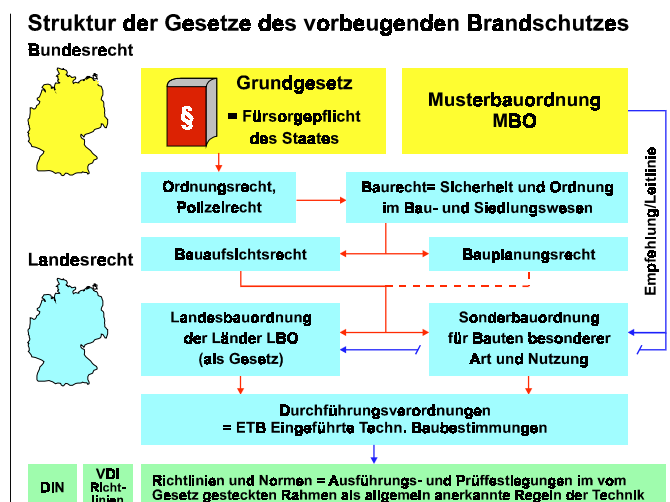 Struktur der Gesetze des vorbeugenden Brandschutzes
Bundesrecht
Grundgesetz
§
= Fürsorgepflicht
des Staates
Musterbauordnung
MBO
Empfehlung/Leitlinie
Ordnungsrecht,
Polizeirecht
Baurecht= Sicherheit und Ordnung
im Bau- und Siedlungswesen
Landesrecht
Bauaufsichtsrecht
Bauplanungsrecht
Landesbauordnung
der Länder LBO
(als Gesetz)
Sonderbauordnung
für Bauten besonderer
Art und Nutzung
Durchführungsverordnungen
= ETB Eingeführte Techn. Baubestimmungen
DIN
VDI
Richt-
linien
Richtlinien und Normen = Ausführungs- und Prüffestlegungen im vom
Gesetz gesteckten Rahmen als allgemein anerkannte Regeln der Technik